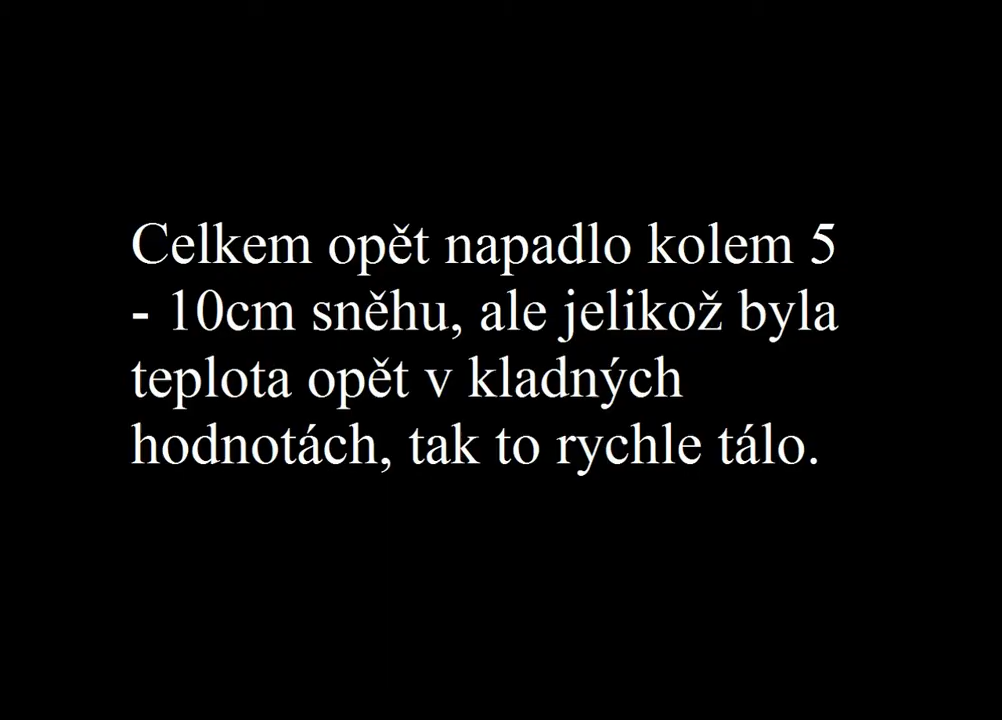 Celkem opět napadlo kolem 5
- 10cm sněhu, ale jelikož byla
teplota opět v kladných
hodnotách, tak to rychle tálo.